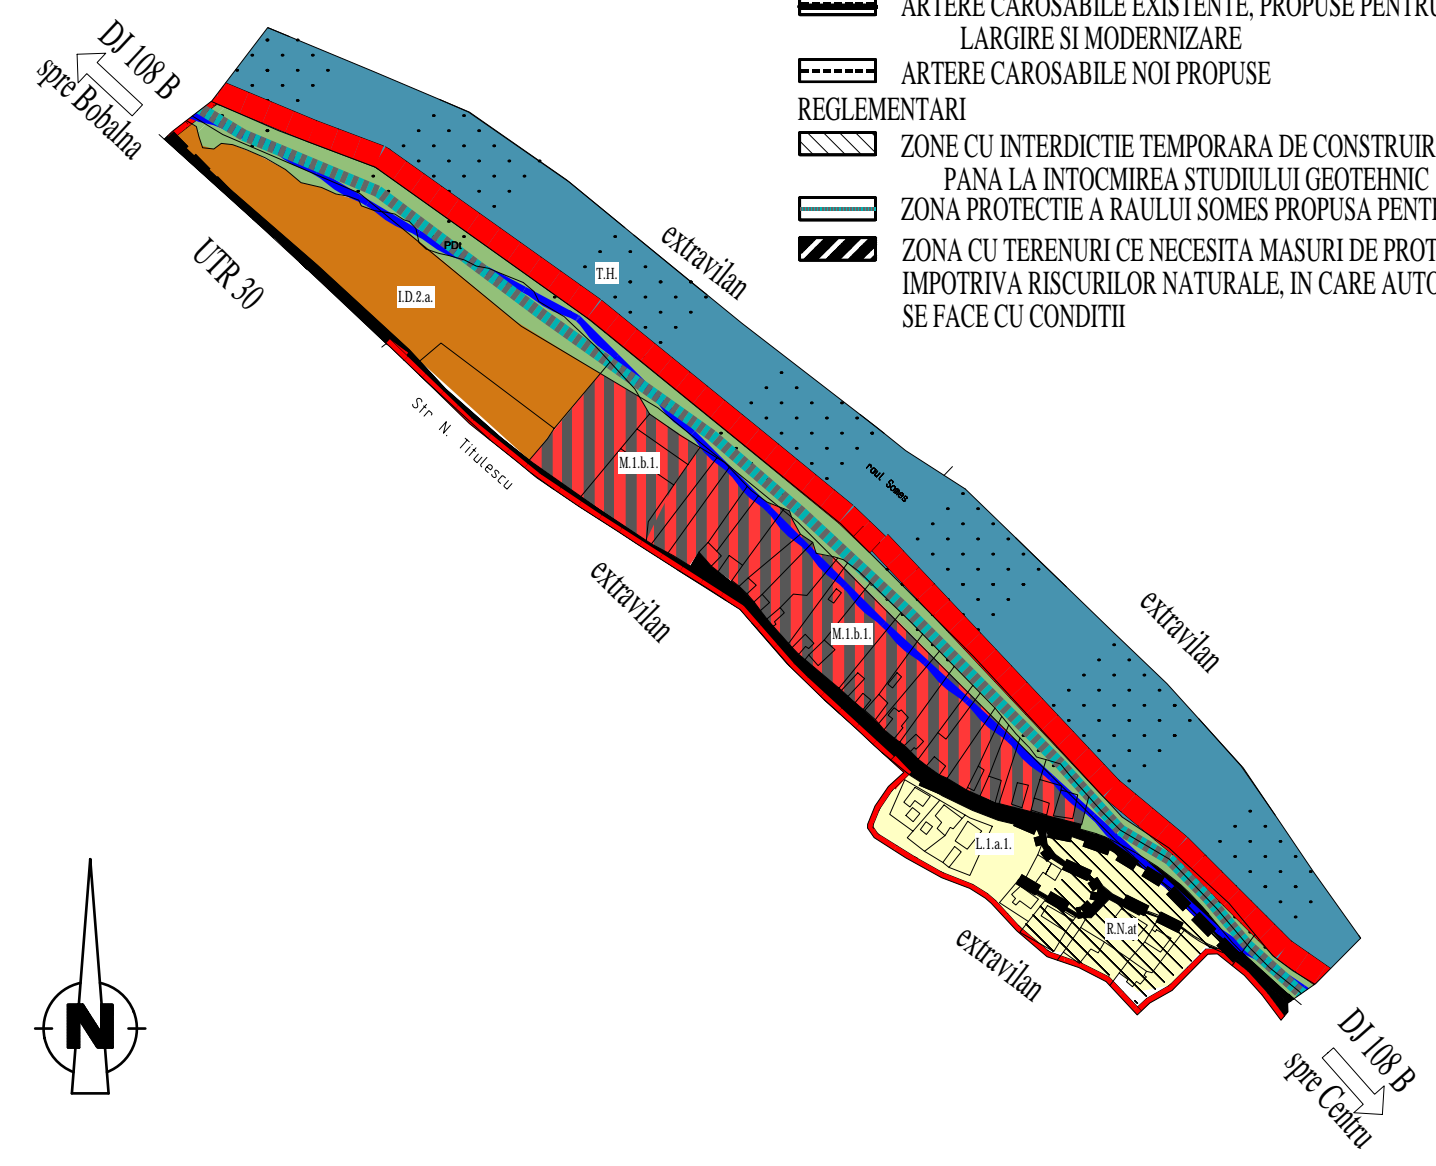 ARTERE CAROSABILE EXISTENTE, PROPUSE PENTRU
LARGIRE SI MODERNIZARE
ARTERE CAROSABILE NOI PROPUSE
REGLEMENTARI
ZONE CU INTERDICTIE TEMPORARA DE CONSTRUIR
PANA LA INTOCMIREA STUDIULUI GEOTEHNIC
ZONA PROTECTIE A RAULUI SOMES PROPUSA PENT
ZONA CU TERENURI CE NECESITA MASURI DE PROT
IMPOTRIVA RISCURILOR NATURALE, IN CARE AUTO
SE FACE CU CONDITII
DJ 108 B
spre Bobalna
UTR 30
PDt
T.H.
extravilan
I.D.2.a.
Str N. Titulescu
M.1.b.1.
raul Somes
extravilan
M.1.b.1.
extravilan
L.1.a.1.
R.N.at
extravilan
N
DJ 108 B
spre Centru